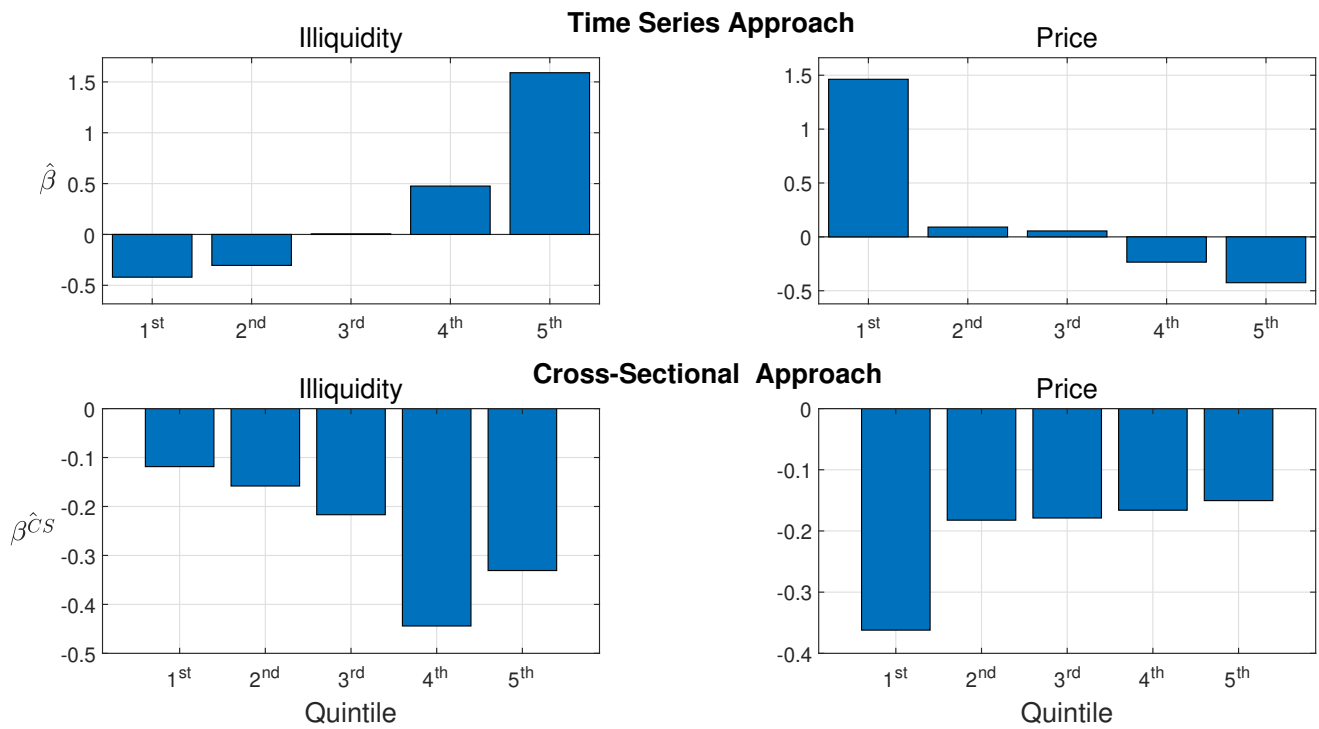 Time Series Approach
Illiquidity
Price
1.5
1
0.5
0
-0.5
β̂
1st 2nd 3rd 4th 5th
1.5
1
0.5
0
-0.5
1st 2nd 3rd 4th 5th
Cross-Sectional Approach
Illiquidity
Price
0
-0.1
-0.2
-0.3
-0.4
-0.5
β^ĈS
1st 2nd 3rd 4th 5th
Quintile
0
-0.1
-0.2
-0.3
-0.4
1st 2nd 3rd 4th 5th
Quintile